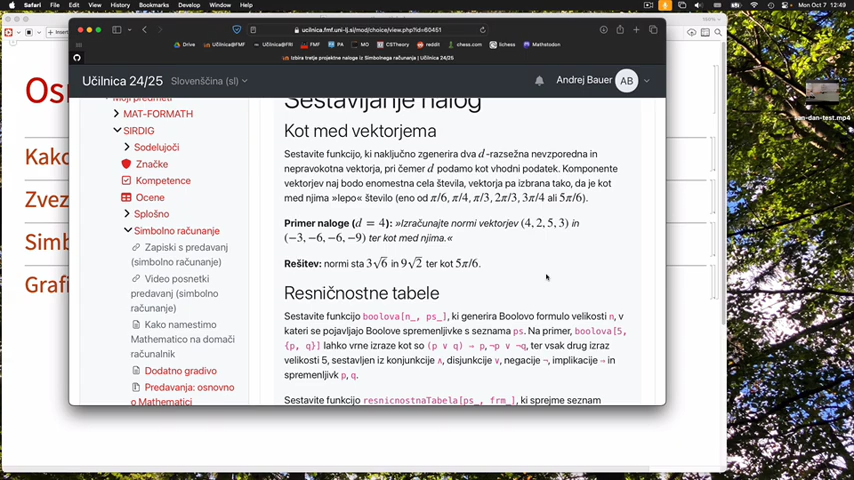 Safari File Edit View History Bookmarks Develop Window Help
Mon Oct 7 12:49
ucilnica.fmf.uni-lj.si/mod/choice/view.php?id=60451
Drive Učilnica@FMF Učilnica@FRI FMF PA MO CSTheory reddit chess.com lichess Mathstodon
Izbira tretje projektne naloge iz Simbolnega računanja | Učilnica 24/25
Učilnica 24/25 Slovenščina (sl)
Andrej Bauer AB
Moji predmeti
MAT-FORMATH
SIRDIG
Sodelujoči
Značke
Kompetence
Ocene
Splošno
Simbolno računanje
Zapiski s predavanj
(simbolno računanje)
Video posnetki
predavanj (simbolno
računanje)
Kako namestimo
Mathematico na domači
računalnik
Dodatno gradivo
Predavanja: osnovno
o Mathematici
Sestavljanje nalog
Kot med vektorjema
Sestavite funkcijo, ki naključno zgenerira dva d-razsežna nevzporedna in
nepravokotna vektorja, pri čemer d podamo kot vhodni podatek. Komponente
vektorjev naj bodo enomestna cela števila, vektorja pa izbrana tako, da je kot
med njima »lepo« število (eno od π/6, π/4, π/3, 2π/3, 3π/4 ali 5π/6).
Primer naloge (d = 4): »Izračunajte normi vektorjev (4, 2, 5, 3) in
(−3, −6, −6, −9) ter kot med njima.«
Rešitev: normi sta 3√6 in 9√2 ter kot 5π/6.
Resničnostne tabele
Sestavite funkcijo boolova[n_, ps_], ki generira Boolovo formulo velikosti n, v
kateri se pojavljajo Boolove spremenljivke s seznama ps. Na primer, boolova[5,
{p, q}] lahko vrne izraze kot so (p ∨ q) ⇒ p, ¬p ∨ ¬q, ter vsak drug izraz
velikosti 5, sestavljen iz konjunkcije ∧, disjunkcije ∨, negacije ¬, implikacije ⇒ in
spremenljivk p, q.
Sestavite funkcijo resnicnostnaTabela[ps_, frm_], ki sprejme seznam
Os
Kako
Zvez
Simb
Grafi
san-dan-test.mp4